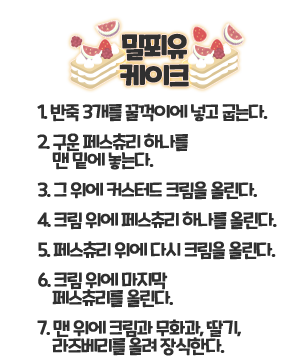 밀푀유
케이크
1. 반죽 3개를 꿀꺽이에 넣고 굽는다.
2. 구운 페스츄리 하나를
맨 밑에 놓는다.
3. 그 위에 커스터드 크림을 올린다.
4. 크림 위에 페스츄리 하나를 올린다.
5. 페스츄리 위에 다시 크림을 올린다.
6. 크림 위에 마지막
페스츄리를 올린다.
7. 맨 위에 크림과 무화과, 딸기,
라즈베리를 올려 장식한다.